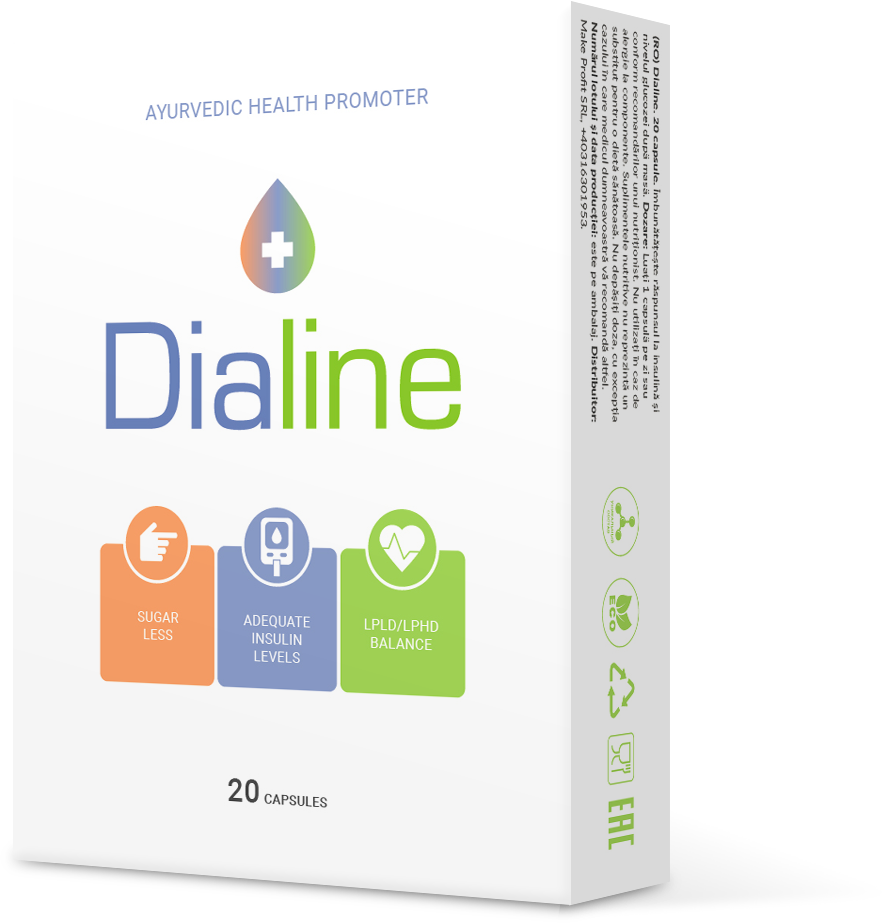 AYURVEDIC HEALTH PROMOTER
Dialine
SUGAR
LESS
ADEQUATE
INSULIN
LEVELS
LPLD/LPHD
BALANCE
20 CAPSULES
(RO) Dialine. 20 capsule. Îmbunătățește răspunsul la insulină și
nivelul glucozei după masă. Dozare: Luați 1 capsulă pe zi sau
conform recomandărilor unui nutriționist. Nu utilizați în caz de
alergie la componente. Suplimentele nutritive nu reprezintă un
substitut pentru o dietă sănătoasă. Nu depășiți doza, cu excepția
cazului în care medicul dumneavoastră vă recomandă altfel.
Numărul lotului și data producției: este pe ambalaj. Distribuitor:
Make Profit SRL, +40316301953.
ECO
EAC